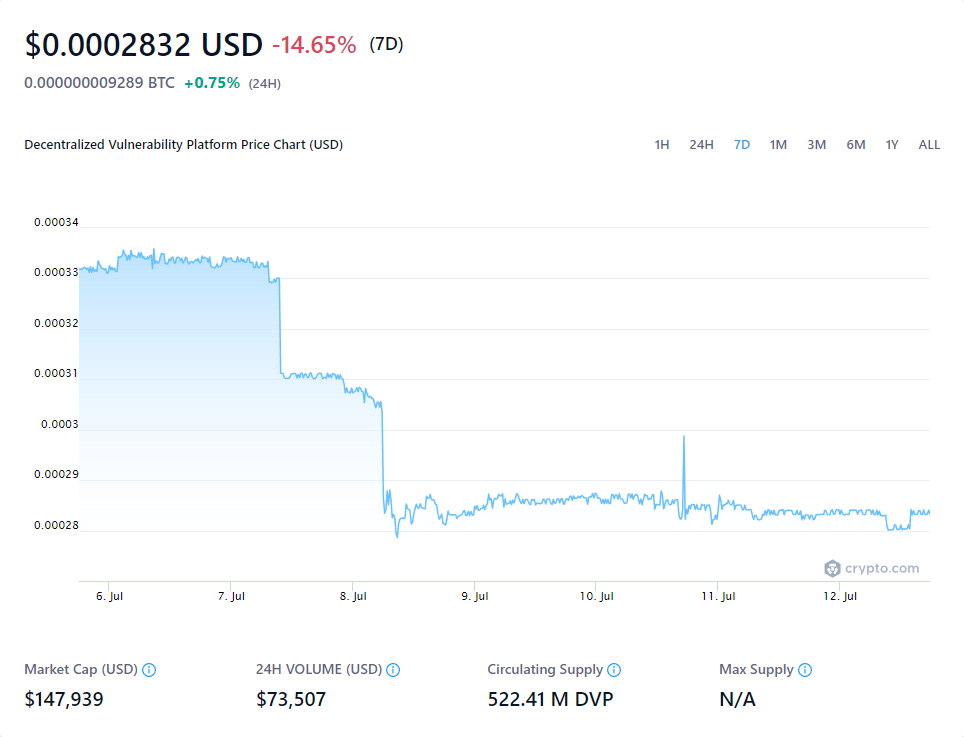 $0.0002832 USD -14.65% (7D)
0.000000009289 BTC +0.75% (24H)
Decentralized Vulnerability Platform Price Chart (USD) 1H 24H 7D 1M 3M 6M 1Y ALL
0.00034
0.00033
0.00032
0.00031
0.0003
0.00029
0.00028
crypto.com
6. Jul 7. Jul 8. Jul 9. Jul 10. Jul 11. Jul 12. Jul
Market Cap (USD) 24H VOLUME (USD) Circulating Supply Max Supply
$147,939 $73,507 522.41 M DVP N/A